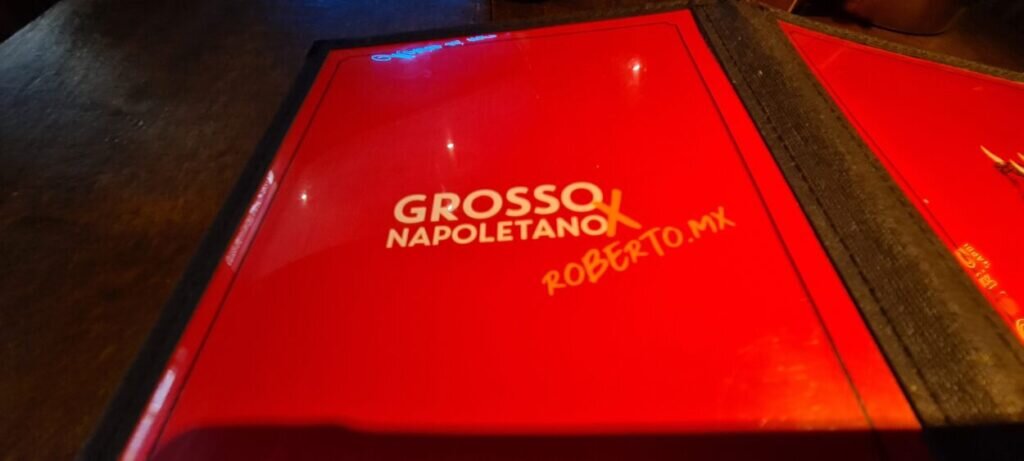 GROSSO
NAPOLETANO X
ROBERTO.MX